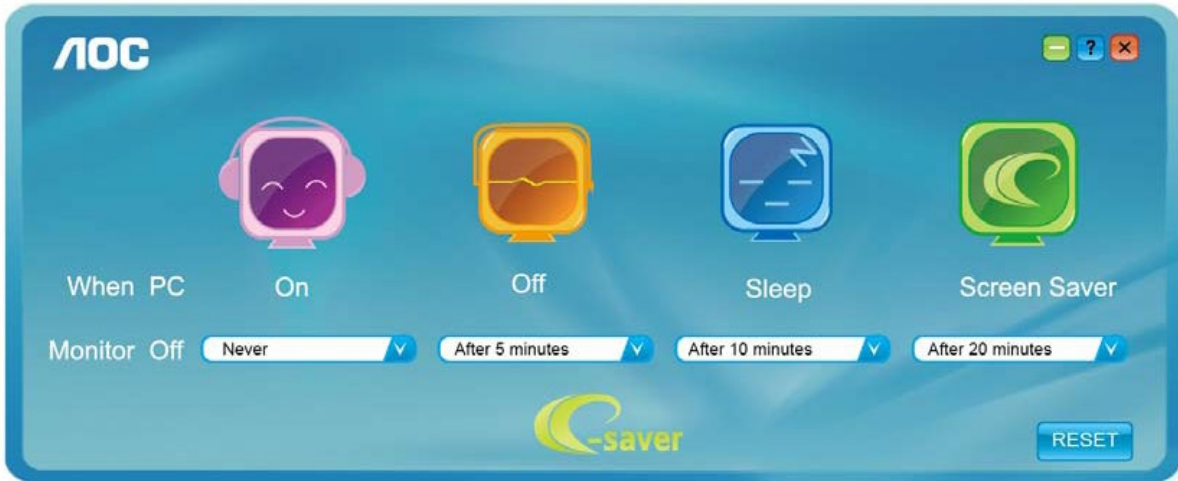 AOC
?
When PC On Off Sleep Screen Saver
Monitor Off Never After 5 minutes After 10 minutes After 20 minutes
e-saver
RESET